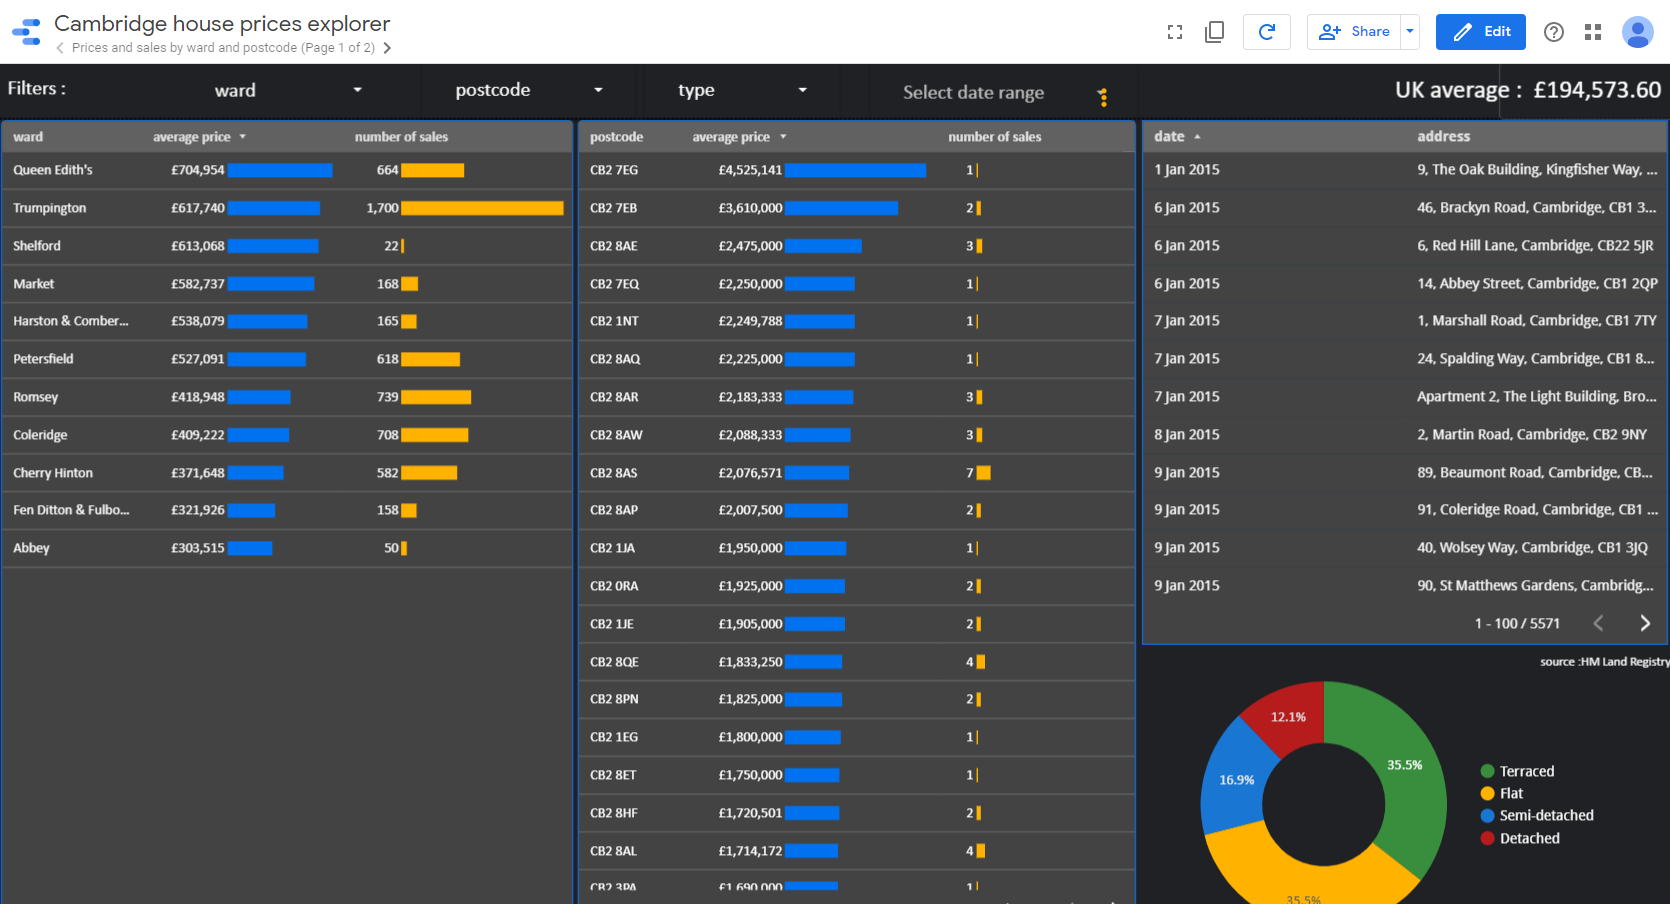 Cambridge house prices explorer
Prices and sales by ward and postcode (Page 1 of 2)
Share
Edit
Filters :
ward
postcode
type
Select date range
UK average : £194,573.60
ward average price number of sales
Queen Edith's £704,954 664
Trumpington £617,740 1,700
Shelford £613,068 22
Market £582,737 168
Harston & Comber... £538,079 165
Petersfield £527,091 618
Romsey £418,948 739
Coleridge £409,222 708
Cherry Hinton £371,648 582
Fen Ditton & Fulbo... £321,926 158
Abbey £303,515 50
postcode average price number of sales
CB2 7EG £4,525,141 1
CB2 7EB £3,610,000 2
CB2 8AE £2,475,000 3
CB2 7EQ £2,250,000 1
CB2 1NT £2,249,788 1
CB2 8AQ £2,225,000 1
CB2 8AR £2,183,333 3
CB2 8AW £2,088,333 3
CB2 8AS £2,076,571 7
CB2 8AP £2,007,500 2
CB2 1JA £1,950,000 1
CB2 0RA £1,925,000 2
CB2 1JE £1,905,000 2
CB2 8QE £1,833,250 4
CB2 8PN £1,825,000 2
CB2 1EG £1,800,000 1
CB2 8ET £1,750,000 1
CB2 8HF £1,720,501 2
CB2 8AL £1,714,172 4
CB2 3PA £1,690,000 1
date address
1 Jan 2015 9, The Oak Building, Kingfisher Way, ...
6 Jan 2015 46, Brackyn Road, Cambridge, CB1 3...
6 Jan 2015 6, Red Hill Lane, Cambridge, CB22 5JR
6 Jan 2015 14, Abbey Street, Cambridge, CB1 2QP
7 Jan 2015 1, Marshall Road, Cambridge, CB1 7TY
7 Jan 2015 24, Spalding Way, Cambridge, CB1 8...
7 Jan 2015 Apartment 2, The Light Building, Bro...
8 Jan 2015 2, Martin Road, Cambridge, CB2 9NY
9 Jan 2015 89, Beaumont Road, Cambridge, CB...
9 Jan 2015 91, Coleridge Road, Cambridge, CB1 ...
9 Jan 2015 40, Wolsey Way, Cambridge, CB1 3JQ
9 Jan 2015 90, St Matthews Gardens, Cambridg...
1 - 100 / 5571
source :HM Land Registry
12.1%
35.5%
16.9%
35.5%
Terraced
Flat
Semi-detached
Detached